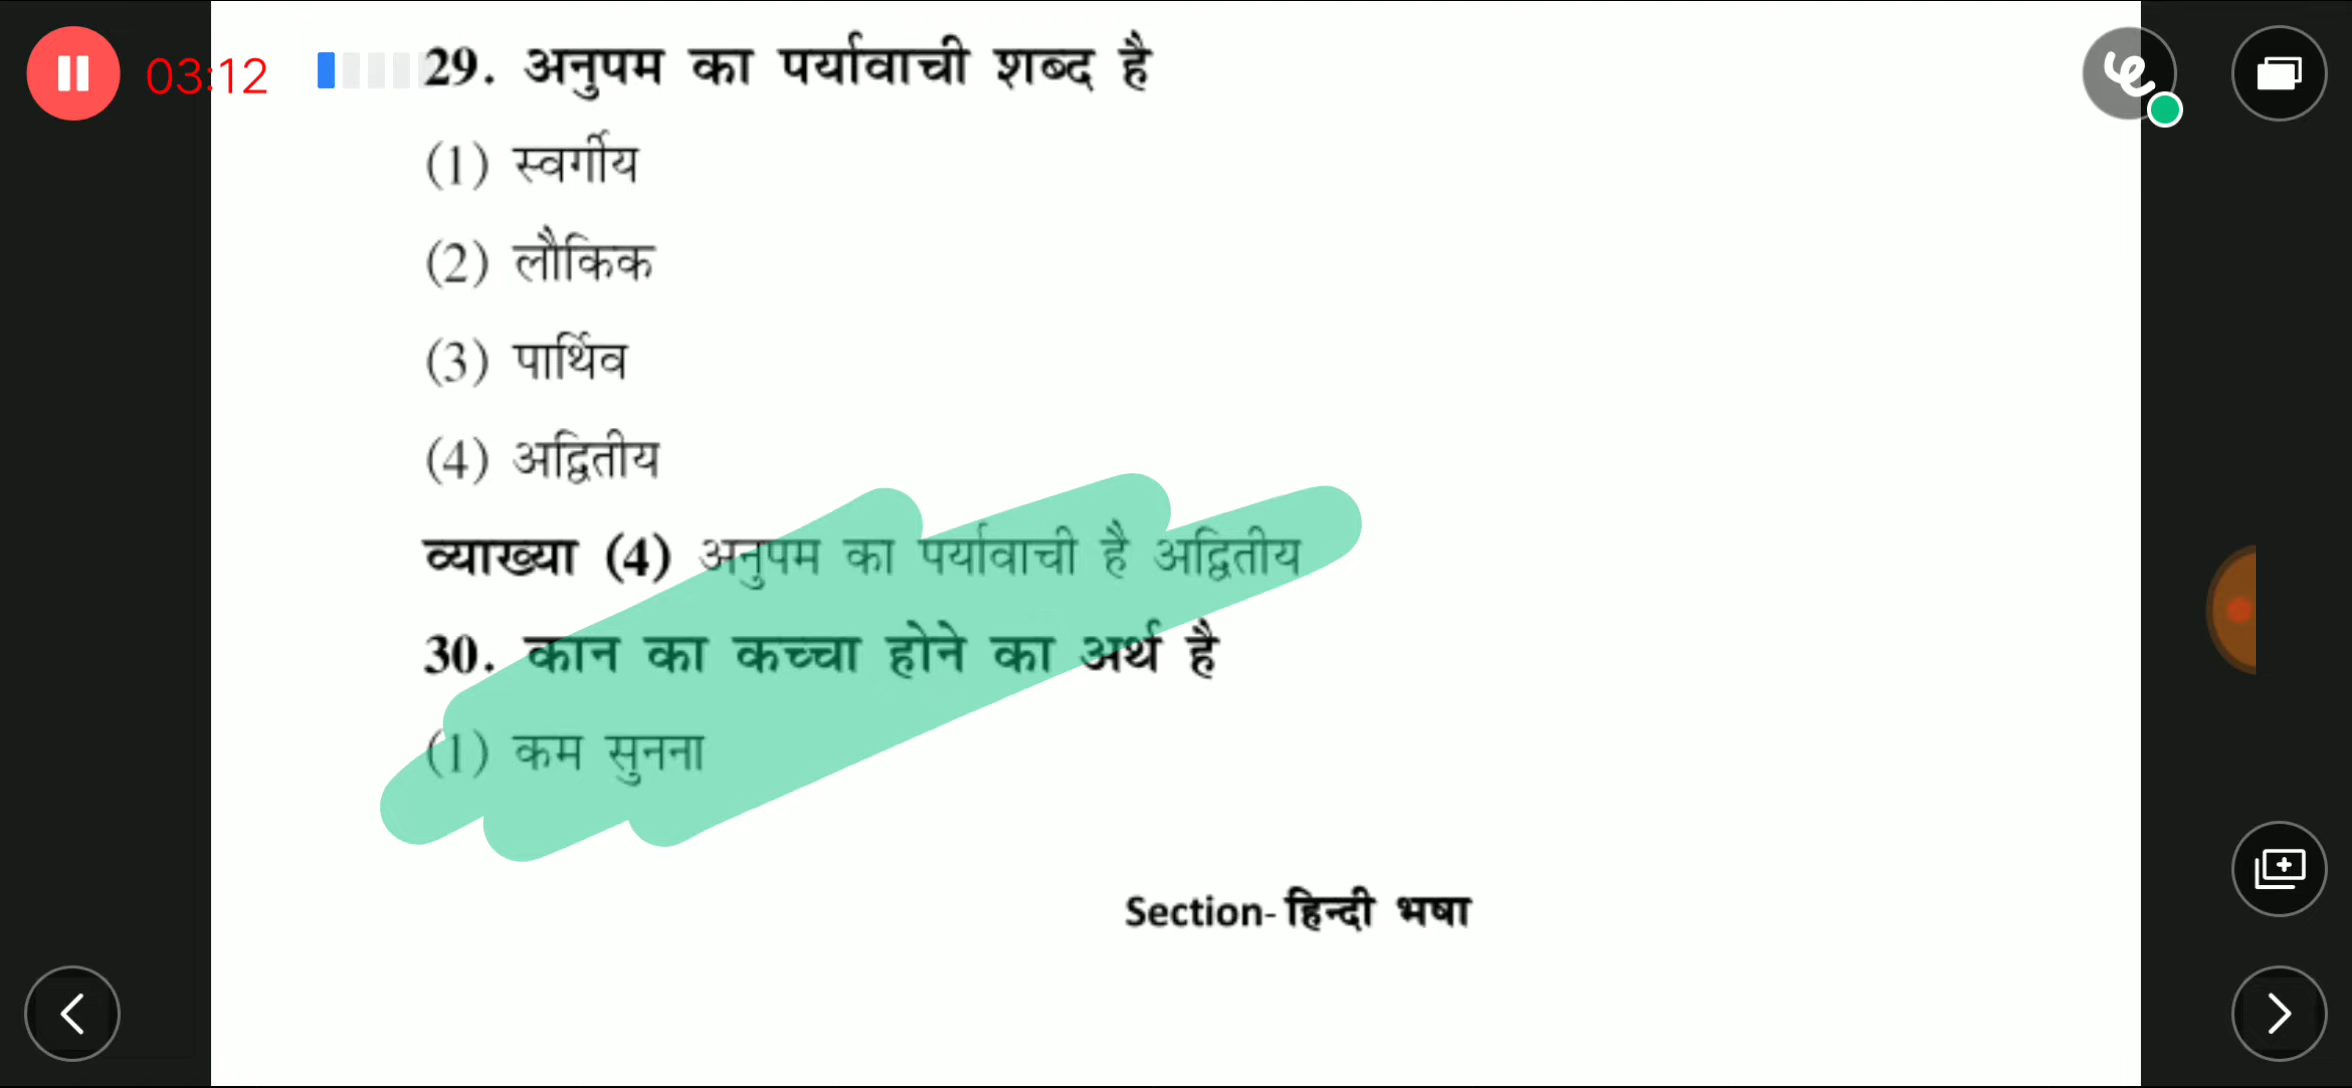 03:12
29. अनुपम का पर्यावाची शब्द है
(1) स्वर्गीय
(2) लौकिक
(3) पार्थिव
(4) अद्वितीय
व्याख्या (4) अनुपम का पर्यावाची है अद्वितीय
30. कान का कच्चा होने का अर्थ है
(1) कम सुनना
Section- हिन्दी भषा